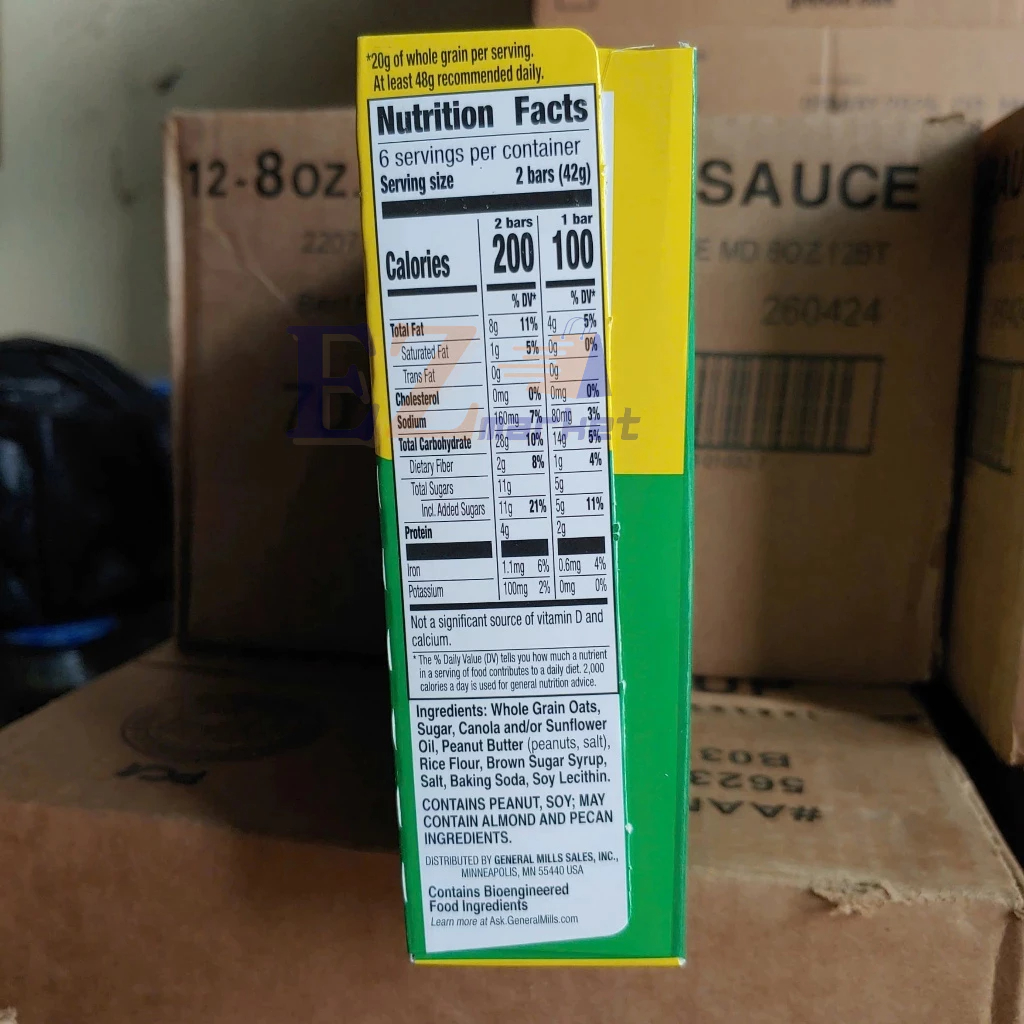 *20g of whole grain per serving.
At least 48g recommended daily.
Nutrition Facts
6 servings per container
Serving size 2 bars (42g)
2 bars 1 bar
Calories 200 100
% DV* % DV*
Total Fat 8g 11% 4g 5%
Saturated Fat 1g 5% 0g 0%
Trans Fat 0g 0g
Cholesterol 0mg 0% 0mg 0%
Sodium 160mg 7% 80mg 3%
Total Carbohydrate 28g 10% 14g 5%
Dietary Fiber 2g 8% 1g 4%
Total Sugars 11g 5g
Incl. Added Sugars 11g 21% 5g 11%
Protein 4g 2g
Iron 1.1mg 6% 0.6mg 4%
Potassium 100mg 2% 0mg 0%
Not a significant source of vitamin D and
calcium.
* The % Daily Value (DV) tells you how much a nutrient
in a serving of food contributes to a daily diet. 2,000
calories a day is used for general nutrition advice.
Ingredients: Whole Grain Oats,
Sugar, Canola and/or Sunflower
Oil, Peanut Butter (peanuts, salt),
Rice Flour, Brown Sugar Syrup,
Salt, Baking Soda, Soy Lecithin.
CONTAINS PEANUT, SOY; MAY
CONTAIN ALMOND AND PECAN
INGREDIENTS.
DISTRIBUTED BY GENERAL MILLS SALES, INC.,
MINNEAPOLIS, MN 55440 USA
Contains Bioengineered
Food Ingredients
Learn more at Ask.GeneralMills.com
12-8OZ.
SAUCE
2207
E MD 8OZ12BT
260424
EZ
market
5623
B03